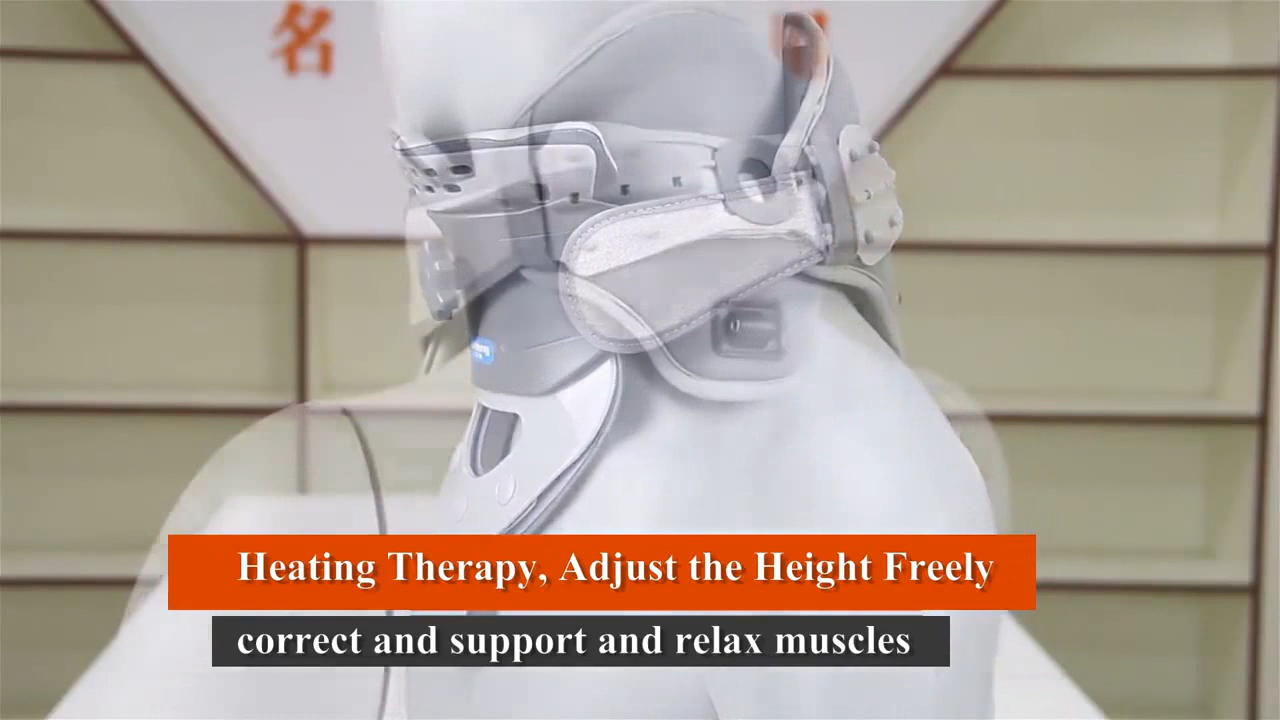 名
Heating Therapy, Adjust the Height Freely
correct and support and relax muscles